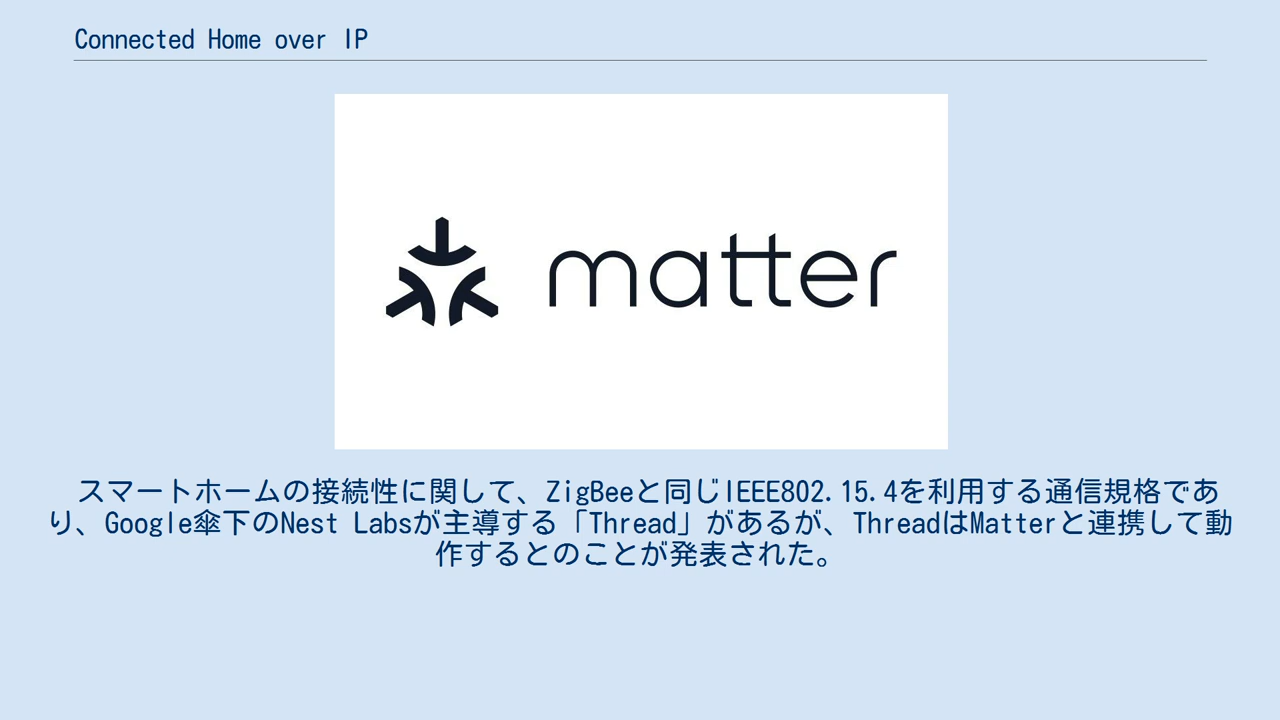 Connected Home over IP
matter
スマートホームの接続性に関して、ZigBeeと同じIEEE802.15.4を利用する通信規格であ
り、Google傘下のNest Labsが主導する「Thread」があるが、ThreadはMatterと連携して動
作するとのことが発表された。